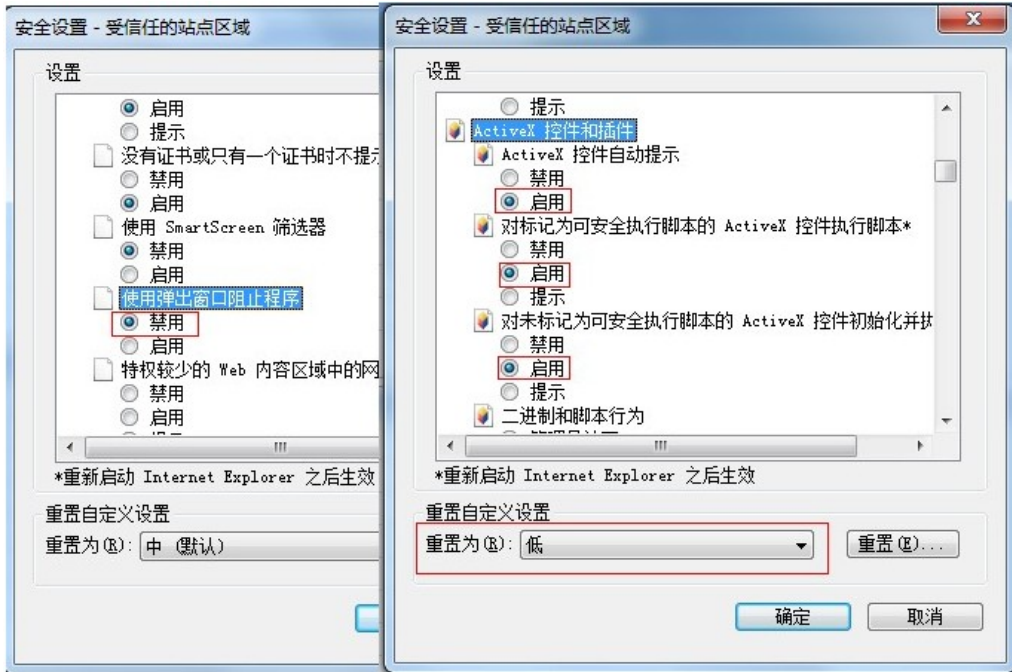 安全设置 - 受信任的站点区域
设置
启用
提示
没有证书或只有一个证书时不提示
禁用
启用
使用 SmartScreen 筛选器
禁用
启用
使用弹出窗口阻止程序
禁用
启用
特权较少的 Web 内容区域中的网
禁用
启用
*重新启动 Internet Explorer 之后生效
重置自定义设置
重置为(R): 中 (默认)
安全设置 - 受信任的站点区域
设置
提示
ActiveX 控件和插件
ActiveX 控件自动提示
禁用
启用
对标记为可安全执行脚本的 ActiveX 控件执行脚本*
禁用
启用
提示
对未标记为可安全执行脚本的 ActiveX 控件初始化并执
禁用
启用
提示
二进制和脚本行为
*重新启动 Internet Explorer 之后生效
重置自定义设置
重置为(R): 低
重置(E)...
确定
取消